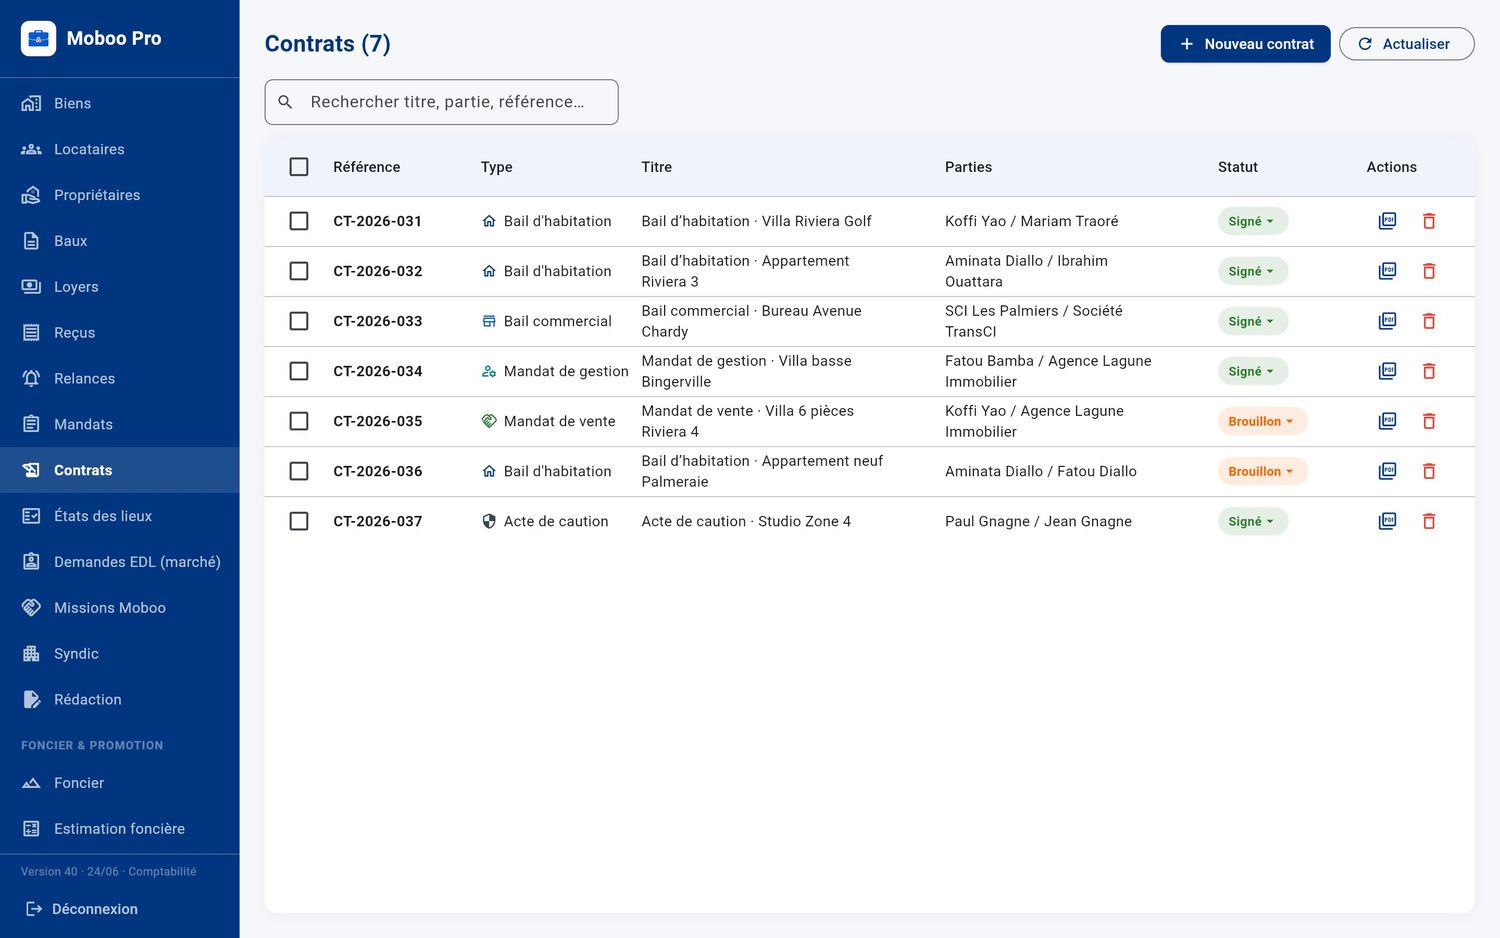 Moboo Pro
Biens
Locataires
Propriétaires
Baux
Loyers
Reçus
Relances
Mandats
Contrats
États des lieux
Demandes EDL (marché)
Missions Moboo
Syndic
Rédaction
FONCIER & PROMOTION
Foncier
Estimation foncière
Version 40 · 24/06 · Comptabilité
Déconnexion
Contrats (7)
Nouveau contrat
Actualiser
Rechercher titre, partie, référence...
Référence Type Titre Parties Statut Actions
CT-2026-031 Bail d'habitation Bail d’habitation · Villa Riviera Golf Koffi Yao / Mariam Traoré Signé PDF
CT-2026-032 Bail d'habitation Bail d’habitation · Appartement Riviera 3 Aminata Diallo / Ibrahim Ouattara Signé PDF
CT-2026-033 Bail commercial Bail commercial · Bureau Avenue Chardy SCI Les Palmiers / Société TransCI Signé PDF
CT-2026-034 Mandat de gestion Mandat de gestion · Villa basse Bingerville Fatou Bamba / Agence Lagune Immobilier Signé PDF
CT-2026-035 Mandat de vente Mandat de vente · Villa 6 pièces Riviera 4 Koffi Yao / Agence Lagune Immobilier Brouillon PDF
CT-2026-036 Bail d'habitation Bail d’habitation · Appartement neuf Palmeraie Aminata Diallo / Fatou Diallo Brouillon PDF
CT-2026-037 Acte de caution Acte de caution · Studio Zone 4 Paul Gnagne / Jean Gnagne Signé PDF